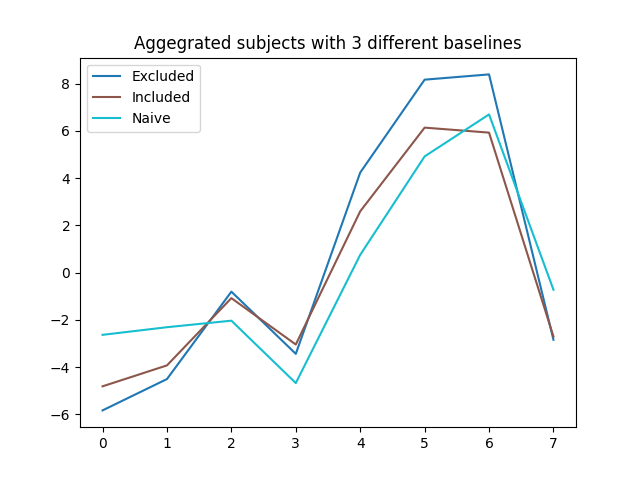 Aggegrated subjects with 3 different baselines
Excluded
Included
Naive
8
6
4
2
0
−2
−4
−6
0 1 2 3 4 5 6 7